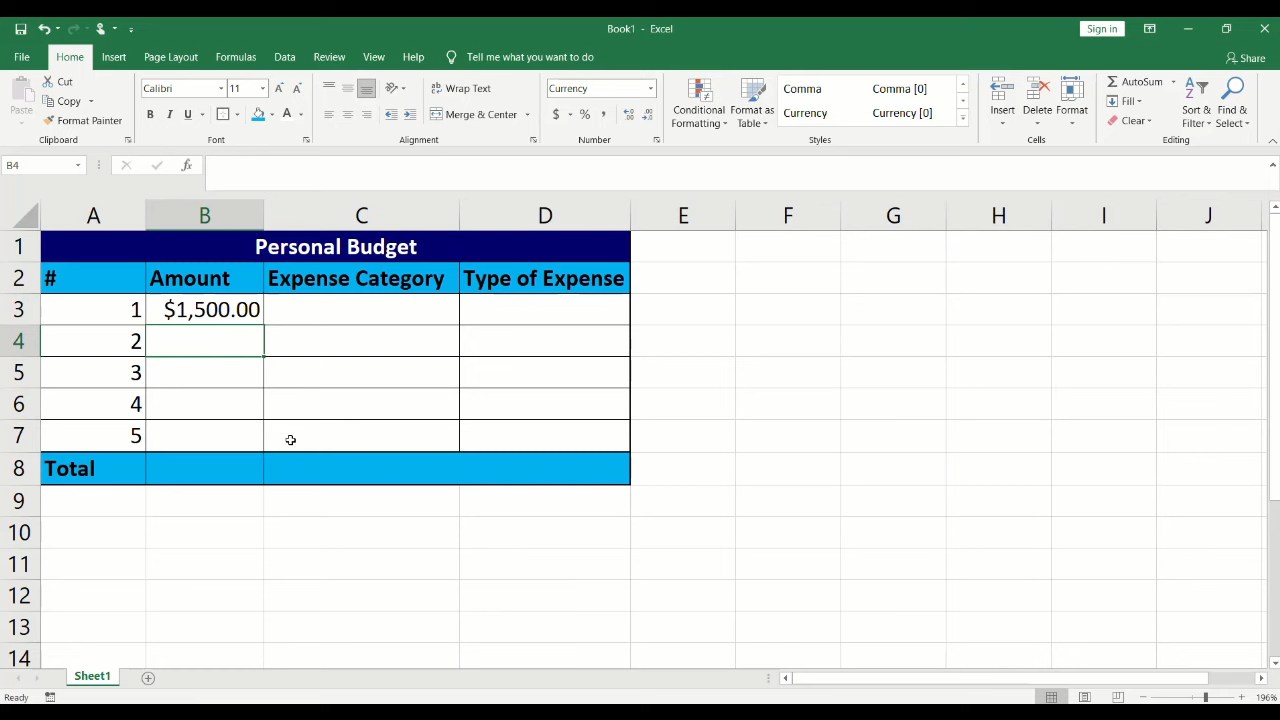 Book1 - Excel
Sign in
File Home Insert Page Layout Formulas Data Review View Help Tell me what you want to do Share
Paste
Cut
Copy
Format Painter
Clipboard
Calibri 11
B I U
Font
Wrap Text
Merge & Center
Alignment
Currency
$ % ,
Number
Conditional Formatting
Format as Table
Comma Comma [0]
Currency Currency [0]
Styles
Insert Delete Format
Cells
AutoSum
Fill
Clear
Sort & Filter
Find & Select
Editing
B4 fx
A B C D E F G H I J
1 Personal Budget
2 # Amount Expense Category Type of Expense
3 1 $1,500.00
4 2
5 3
6 4
7 5
8 Total
9
10
11
12
13
14
Sheet1
Ready 196%